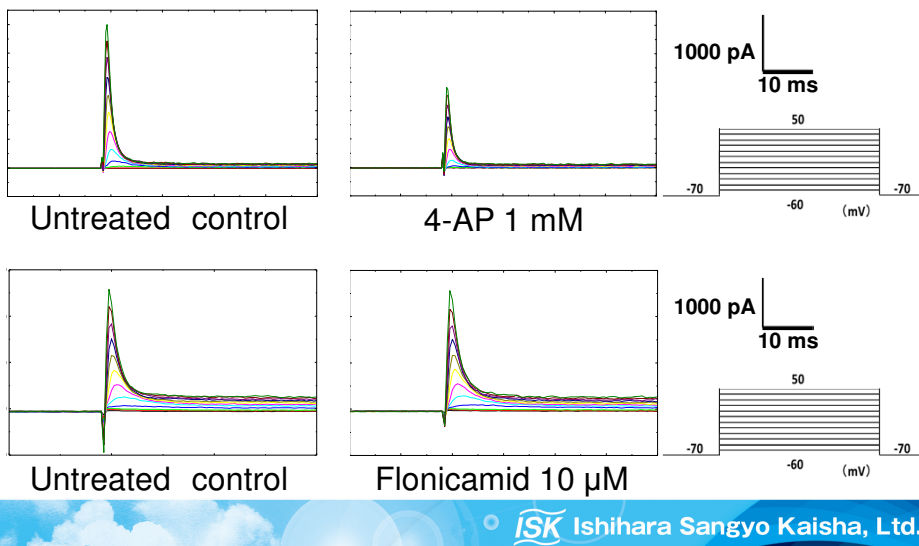 1000 pA
10 ms
50
-70
-70
-60
(mV)
Untreated control
4-AP 1 mM
1000 pA
10 ms
50
-70
-70
-60
(mV)
Untreated control
Flonicamid 10 µM
ISK Ishihara Sangyo Kaisha, Ltd.